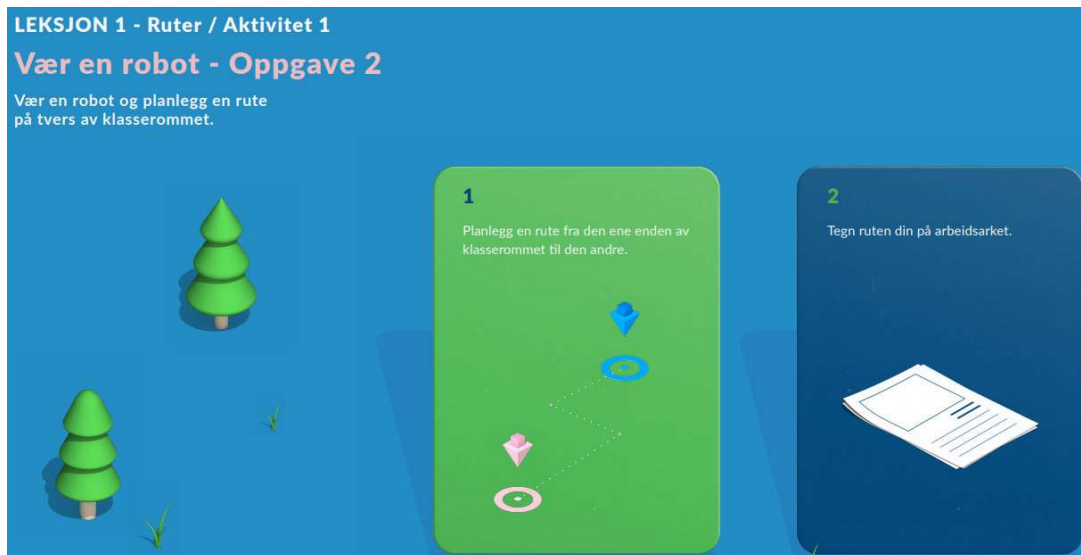 LEKSJON 1 - Ruter / Aktivitet 1
Vær en robot - Oppgave 2
Vær en robot og planlegg en rute
på tvers av klasserommet.
1
Planlegg en rute fra den ene enden av
klasserommet til den andre.
2
Tegn ruten din på arbeidsarket.